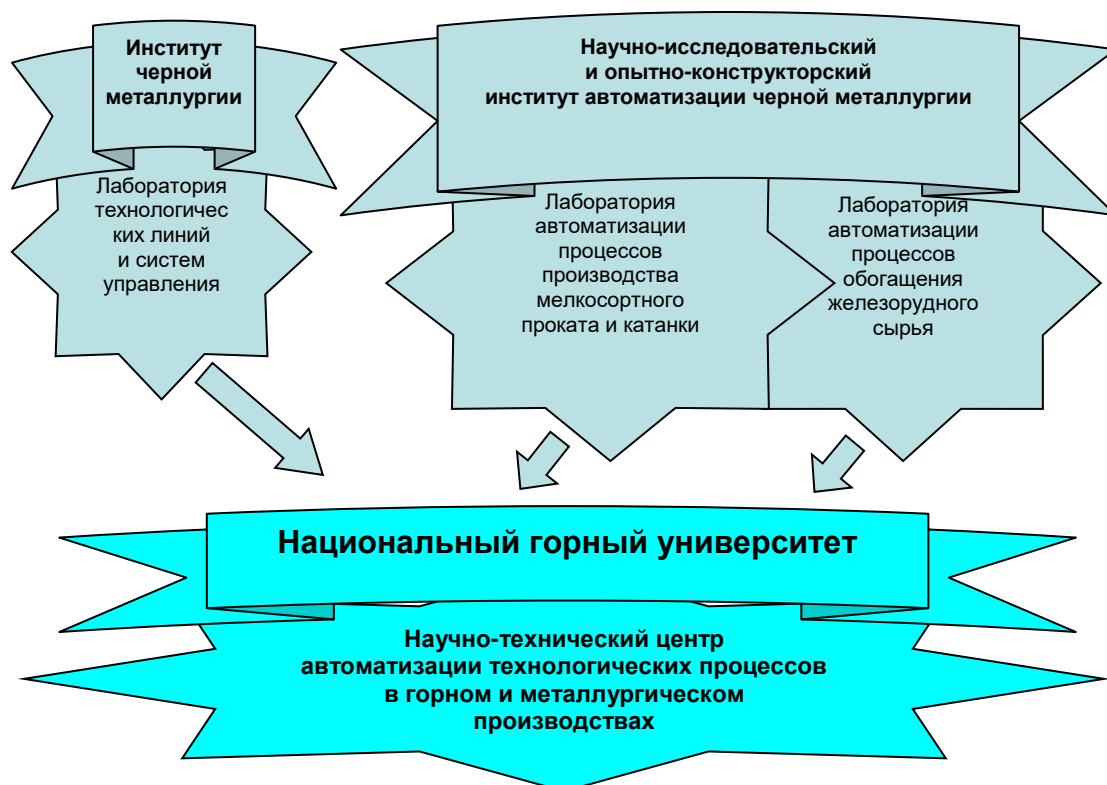 Институт
черной
металлургии
Лаборатория
технологичес
ких линий
и систем
управления
Научно-исследовательский
и опытно-конструкторский
институт автоматизации черной металлургии
Лаборатория
автоматизации
процессов
производства
мелкосортного
проката и катанки
Лаборатория
автоматизации
процессов
обогащения
железорудного
сырья
Национальный горный университет
Научно-технический центр
автоматизации технологических процессов
в горном и металлургическом
производствах